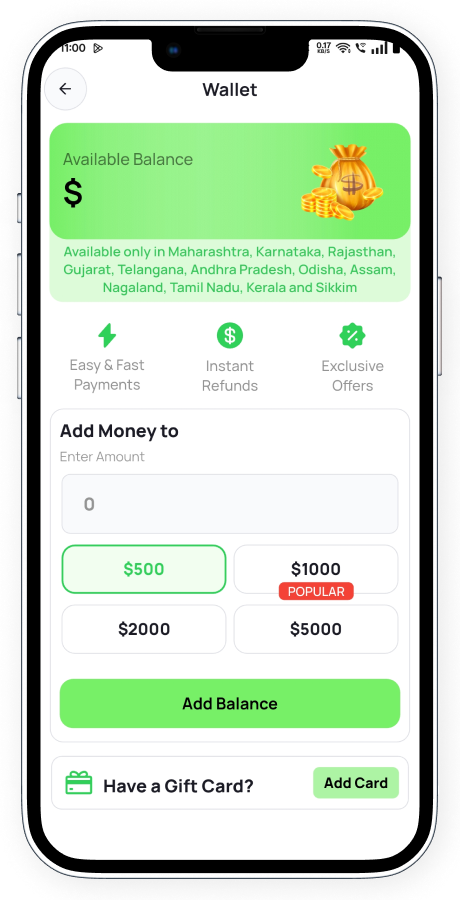 11:00
0.17
KB/S
Wallet
Available Balance
$
Available only in Maharashtra, Karnataka, Rajasthan,
Gujarat, Telangana, Andhra Pradesh, Odisha, Assam,
Nagaland, Tamil Nadu, Kerala and Sikkim
Easy & Fast
Payments
Instant
Refunds
Exclusive
Offers
Add Money to
Enter Amount
0
$500
$1000
POPULAR
$2000
$5000
Add Balance
Have a Gift Card?
Add Card